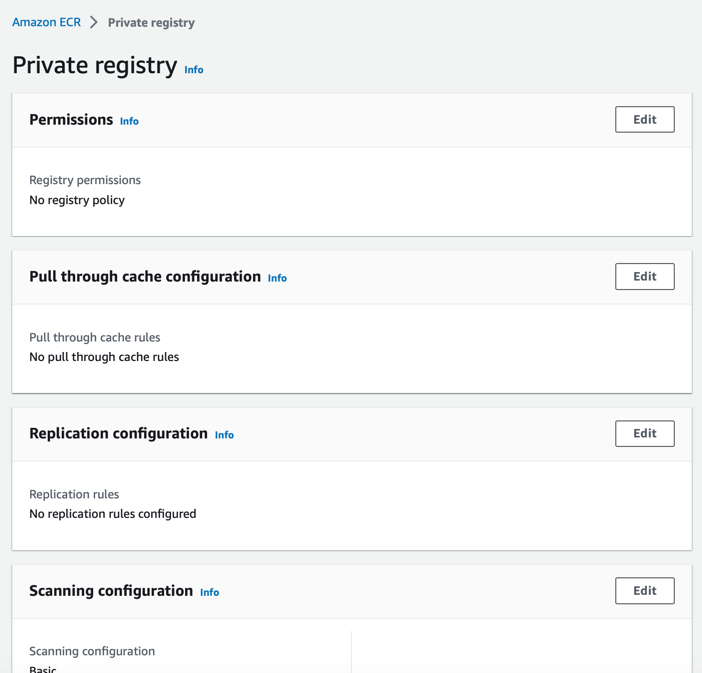 Amazon ECR > Private registry
Private registry Info
Permissions Info Edit
Registry permissions
No registry policy
Pull through cache configuration Info Edit
Pull through cache rules
No pull through cache rules
Replication configuration Info Edit
Replication rules
No replication rules configured
Scanning configuration Info Edit
Scanning configuration
Basic